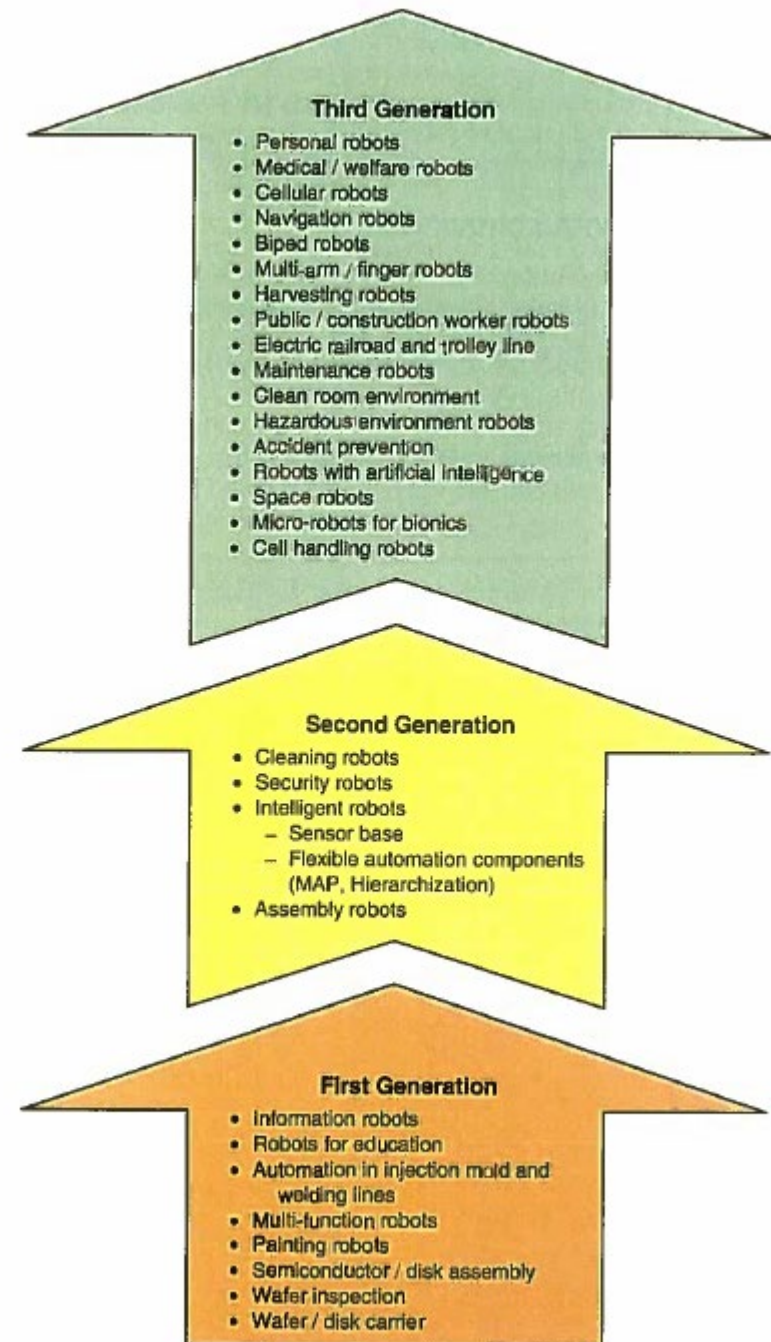 Third Generation
• Personal robots
• Medical / welfare robots
• Cellular robots
• Navigation robots
• Biped robots
• Multi-arm / finger robots
• Harvesting robots
• Public / construction worker robots
• Electric railroad and trolley line
• Maintenance robots
• Clean room environment
• Hazardous environment robots
• Accident prevention
• Robots with artificial intelligence
• Space robots
• Micro-robots for bionics
• Cell handling robots
Second Generation
• Cleaning robots
• Security robots
• Intelligent robots
– Sensor base
– Flexible automation components
(MAP, Hierarchization)
• Assembly robots
First Generation
• Information robots
• Robots for education
• Automation in injection mold and
welding lines
• Multi-function robots
• Painting robots
• Semiconductor / disk assembly
• Wafer inspection
• Wafer / disk carrier